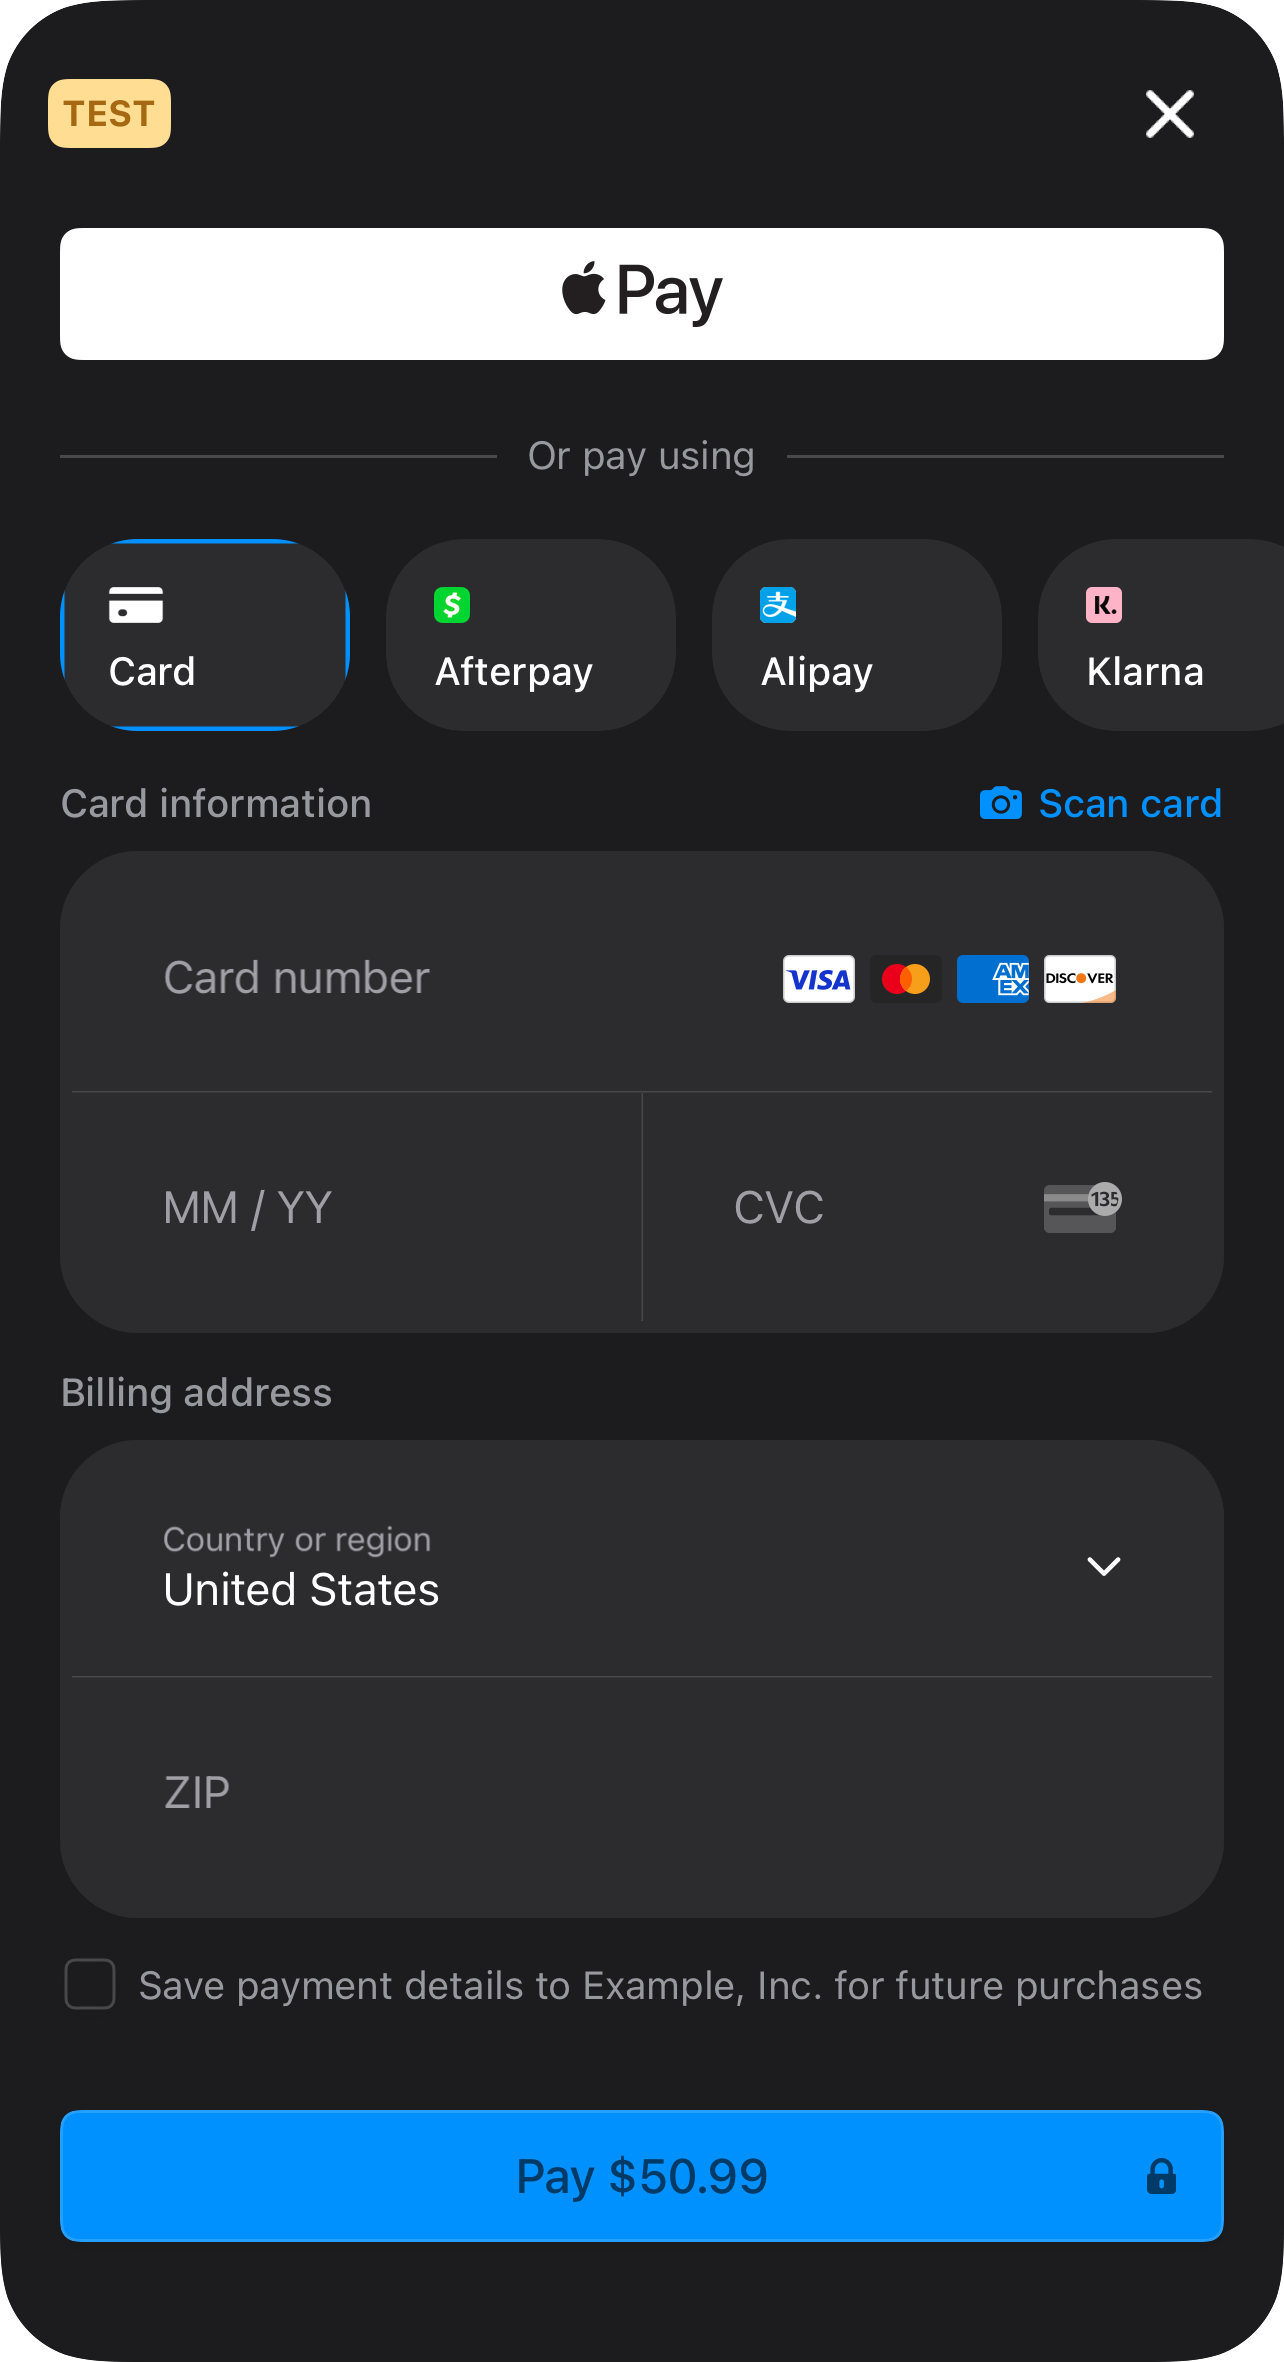 TEST
Pay
Or pay using
Card
Afterpay
Alipay
Klarna
Card information
Scan card
Card number
VISA
AM
EX
DISCOVER
MM / YY
CVC
135
Billing address
Country or region
United States
ZIP
Save payment details to Example, Inc. for future purchases
Pay $50.99